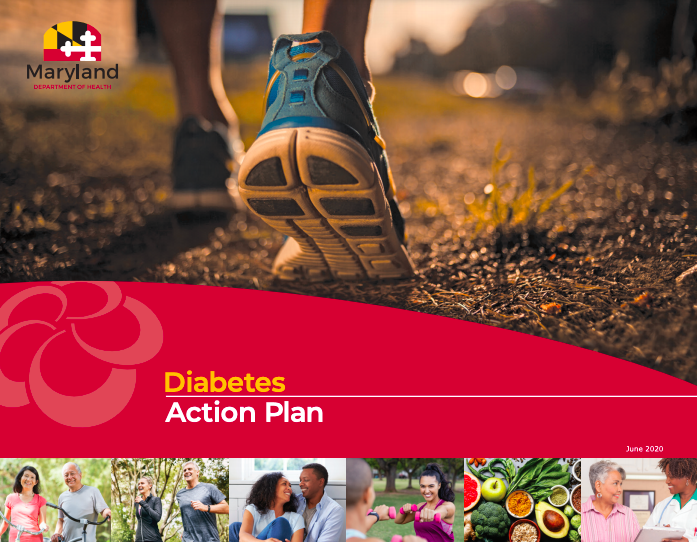 Maryland
DEPARTMENT OF HEALTH
Diabetes
Action Plan
June 2020